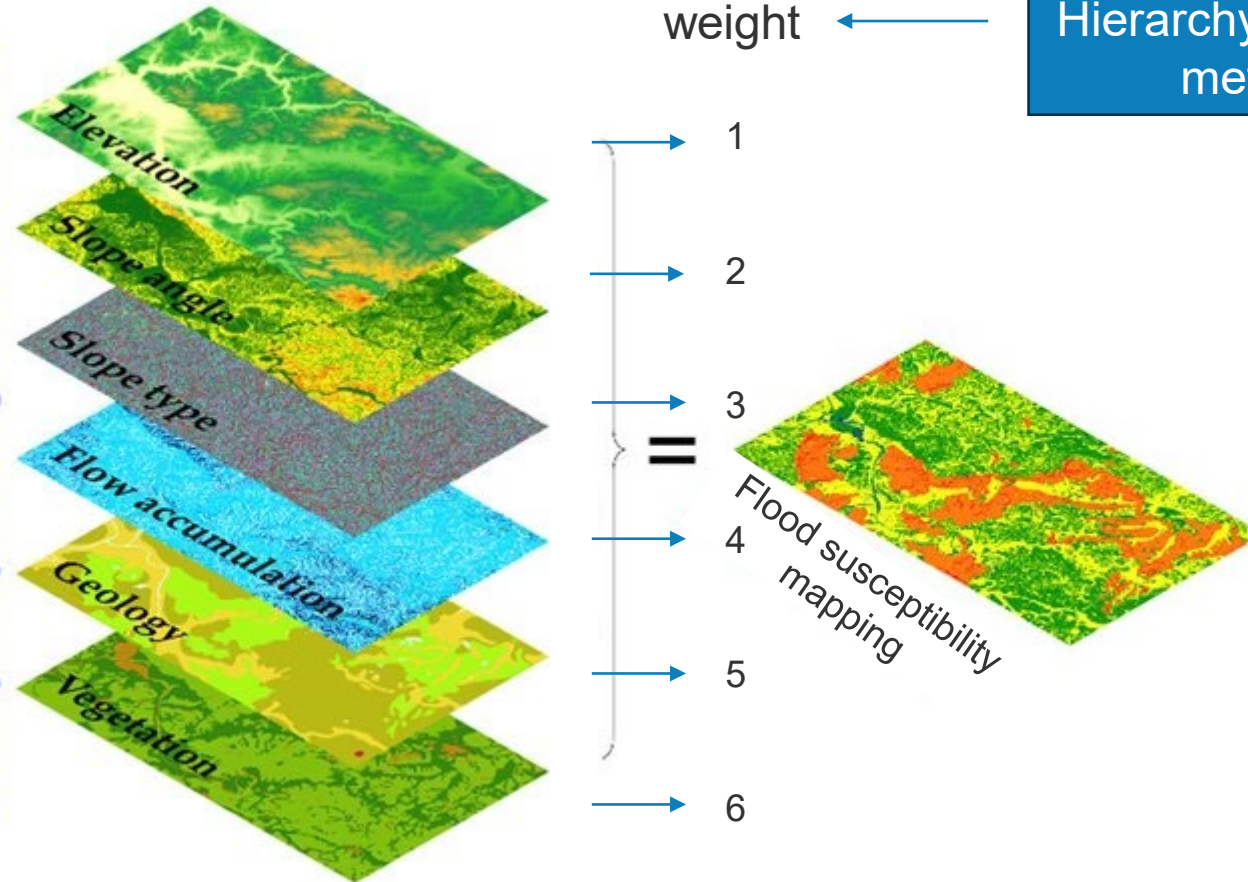 weight
Hierarchy
me
Elevation
1
Slope angle
2
Slope type
3
=
Flow accumulation
4
Flood susceptibility
mapping
Geology
5
Vegetation
6